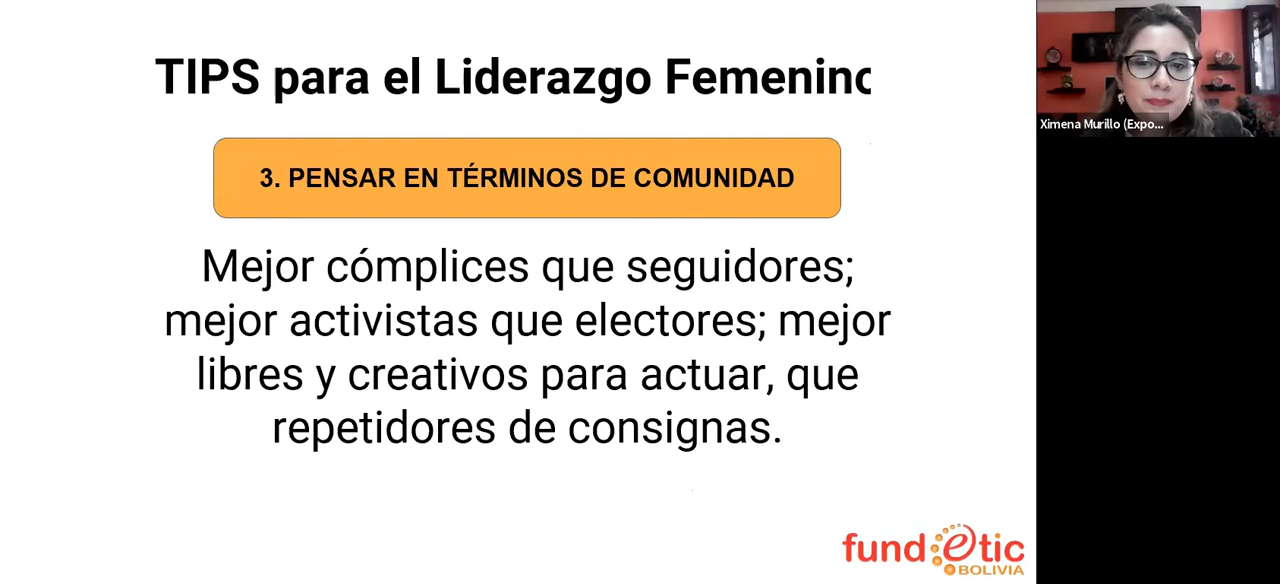 TIPS para el Liderazgo Femenino
3. PENSAR EN TÉRMINOS DE COMUNIDAD
Mejor cómplices que seguidores;
mejor activistas que electores; mejor
libres y creativos para actuar, que
repetidores de consignas.
fundetic
BOLIVIA
Ximena Murillo (Expo...